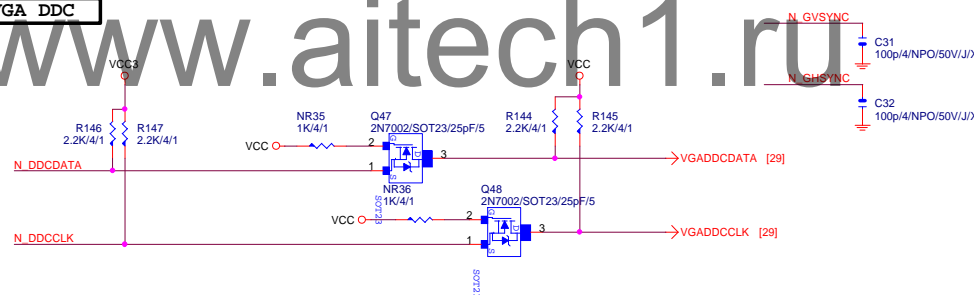 VGA DDC
www.aitech1.ru
N_GVSYNC
C31
100p/4/NPO/50V/J/X
N_GHSYNC
C32
100p/4/NPO/50V/J/X
VCC3
VCC
R146
2.2K/4/1
R147
2.2K/4/1
NR35
1K/4/1
Q47
2N7002/SOT23/25pF/5
R144
2.2K/4/1
R145
2.2K/4/1
VCC
2
G
D
S
1
3
N_DDCDATA
VGADDCDATA [29]
SOT23
NR36
1K/4/1
Q48
2N7002/SOT23/25pF/5
VCC
2
G
D
S
1
3
N_DDCCLK
VGADDCCLK [29]